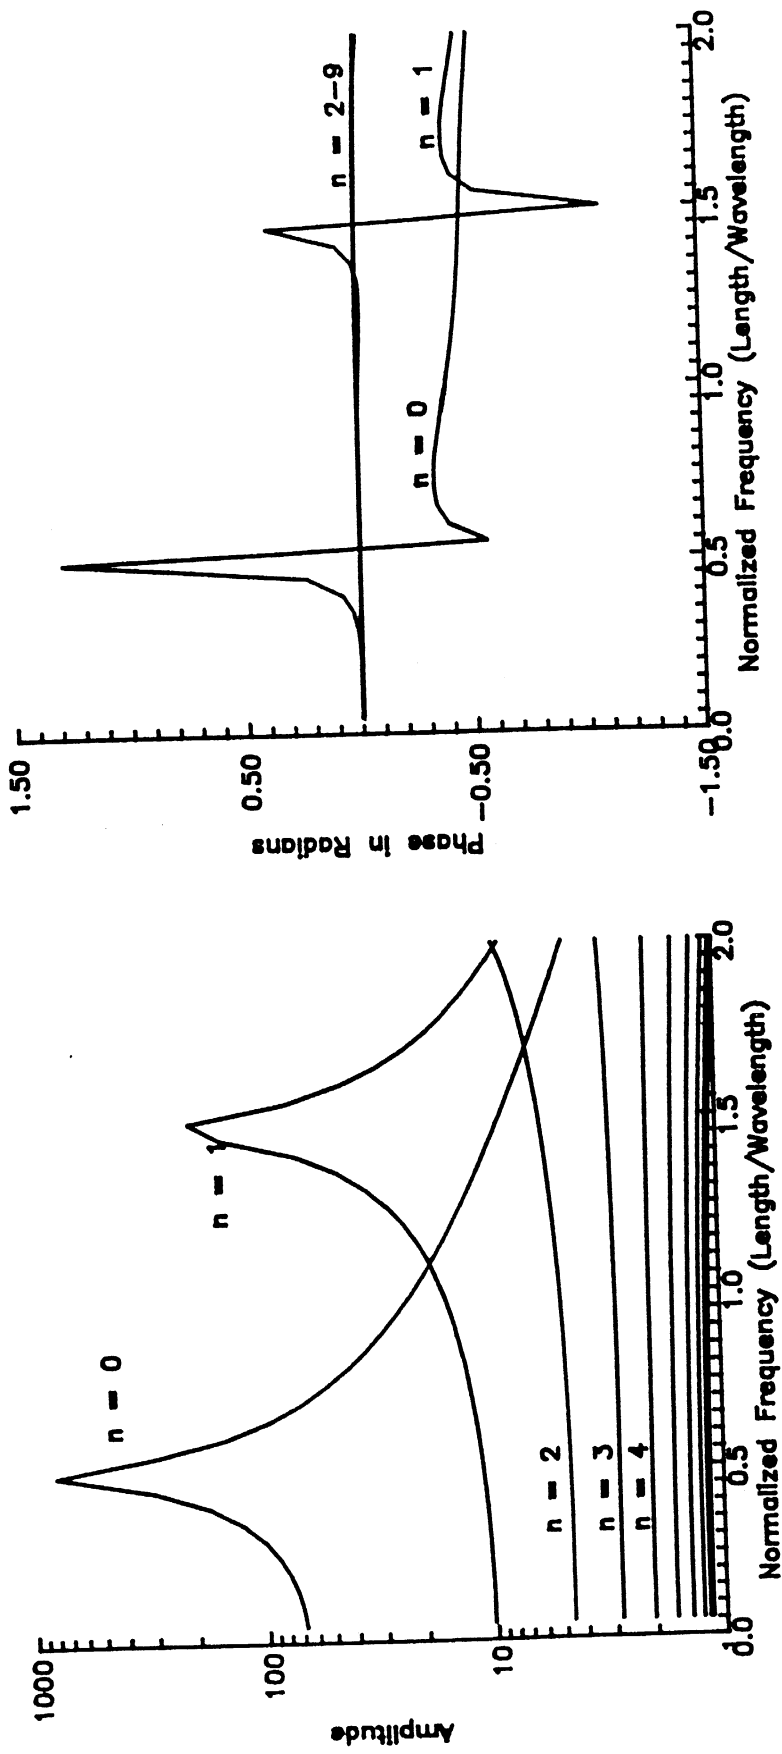 1000
100
10
Amplitude
n = 0
n = 1
n = 2
n = 3
n = 4
0.0
0.5
1.0
1.5
2.0
Normalized Frequency (Length/Wavelength)
1.50
0.50
-0.50
-1.50
Phase in Radians
n = 2-9
n = 0
n = 1
0.0
0.5
1.0
1.5
2.0
Normalized Frequency (Length/Wavelength)